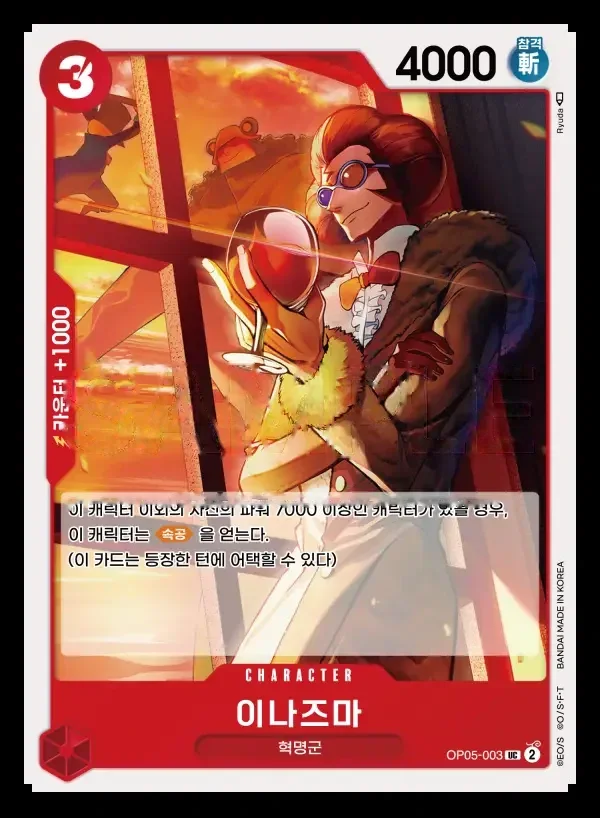 3
4000
참격
斬
Ryuda
카운터 +1000
이 캐릭터 이외의 자신의 파워 7000 이상인 캐릭터가 있을 경우,
이 캐릭터는 속공 을 얻는다.
(이 카드는 등장한 턴에 어택할 수 있다)
CHARACTER
이나즈마
혁명군
OP05-003 UC 2
©EIO/S ©O/S·F·T BANDAI MADE IN KOREA